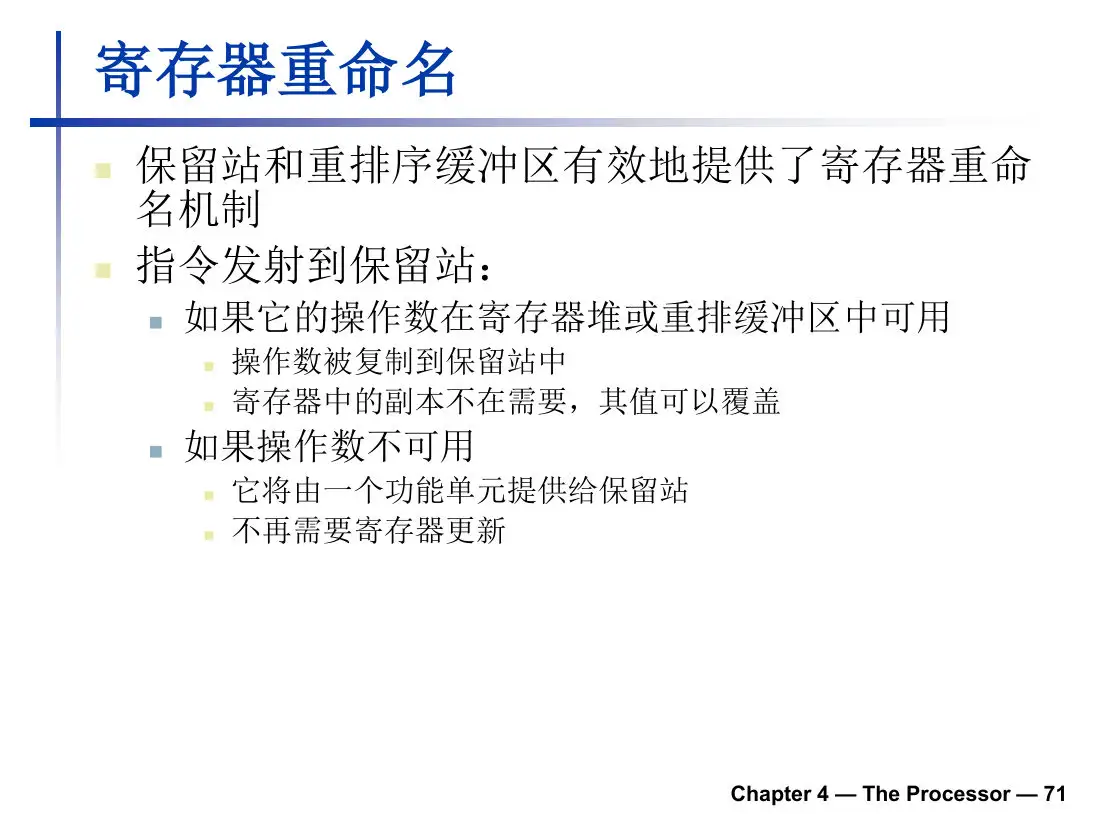 寄存器重命名
保留站和重排序缓冲区有效地提供了寄存器重命
名机制
指令发射到保留站：
如果它的操作数在寄存器堆或重排缓冲区中可用
操作数被复制到保留站中
寄存器中的副本不在需要，其值可以覆盖
如果操作数不可用
它将由一个功能单元提供给保留站
不再需要寄存器更新
Chapter 4 — The Processor — 71